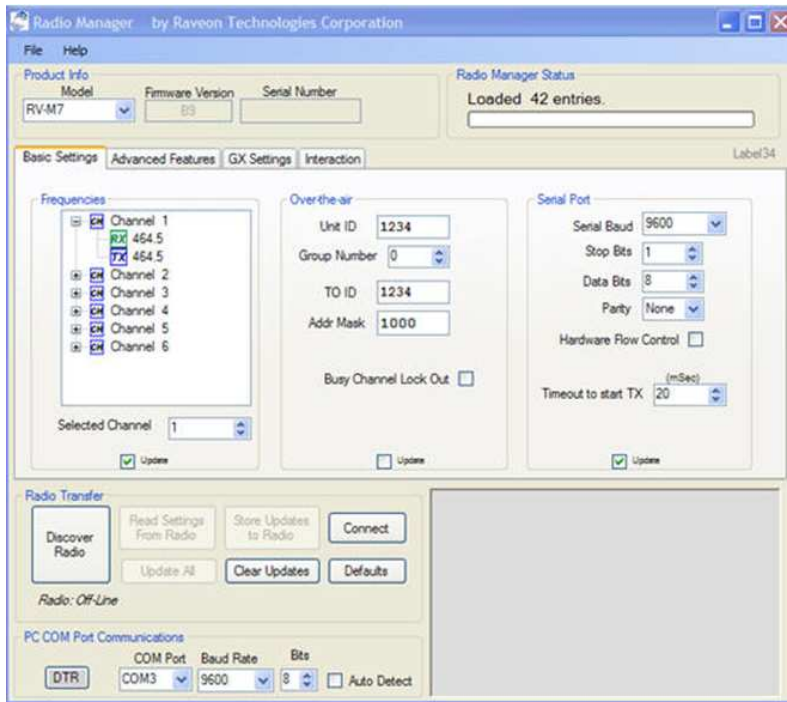 Radio Manager by Raveon Technologies Corporation
File Help
Product Info
Model Firmware Version Serial Number
RV-M7 B9
Radio Manager Status
Loaded 42 entries.
Basic Settings Advanced Features GX Settings Interaction
Label34
Frequencies
CH Channel 1
RX 464.5
TX 464.5
CH Channel 2
CH Channel 3
CH Channel 4
CH Channel 5
CH Channel 6
Selected Channel 1
Update
Over-the-air
Unit ID 1234
Group Number 0
TO ID 1234
Addr Mask 1000
Busy Channel Lock Out
Update
Serial Port
Serial Baud 9600
Stop Bits 1
Data Bits 8
Parity None
Hardware Flow Control
(mSec)
Timeout to start TX 20
Update
Radio Transfer
Discover Radio
Read Settings From Radio
Store Updates to Radio
Connect
Update All
Clear Updates
Defaults
Radio: Off-Line
PC COM Port Communications
COM Port Baud Rate Bits
DTR COM3 9600 8 Auto Detect